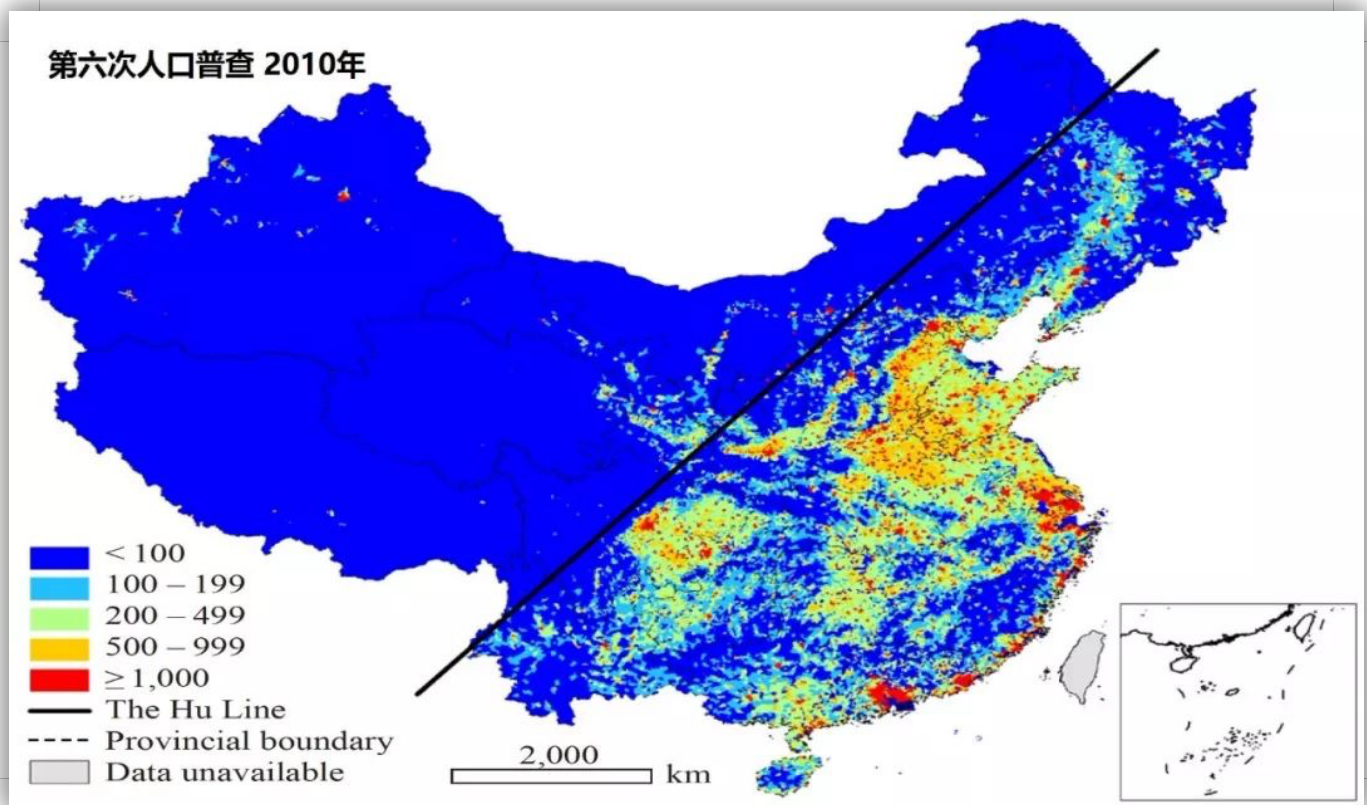 第六次人口普查 2010年
< 100
100 – 199
200 – 499
500 – 999
≥ 1,000
The Hu Line
Provincial boundary
Data unavailable
2,000
km